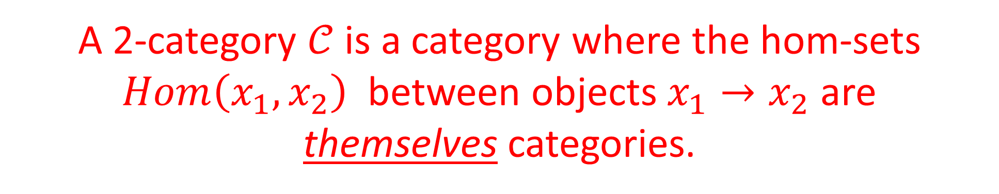 A 2-category 𝒞 is a category where the hom-sets
𝐻𝑜𝑚(𝑥₁, 𝑥₂) between objects 𝑥₁ → 𝑥₂ are
themselves categories.